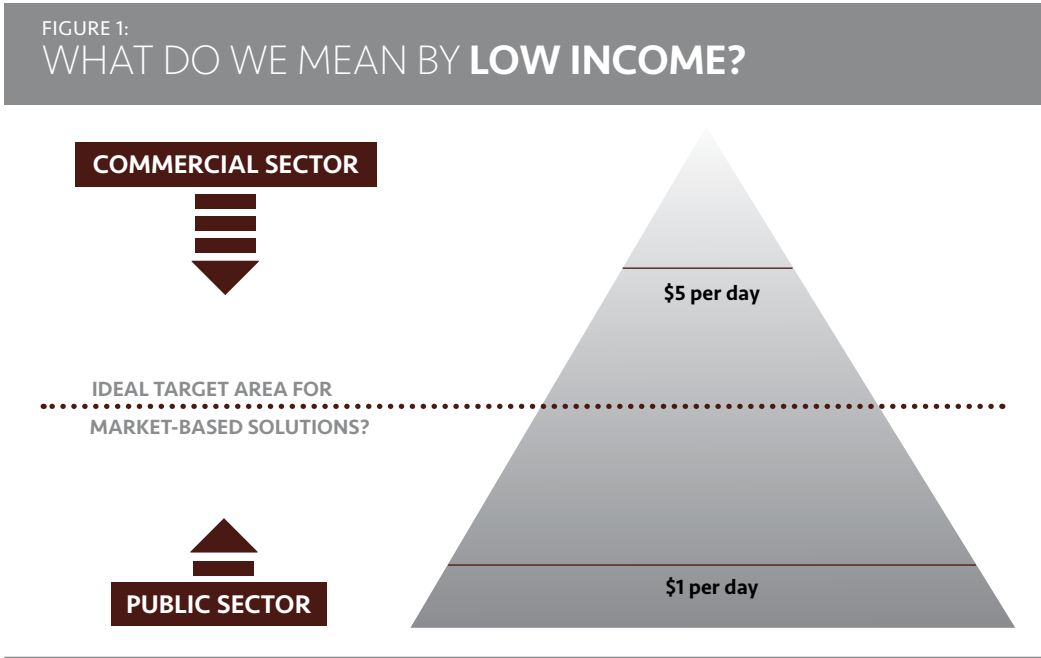 FIGURE 1:
WHAT DO WE MEAN BY LOW INCOME?
COMMERCIAL SECTOR
$5 per day
IDEAL TARGET AREA FOR
MARKET-BASED SOLUTIONS?
$1 per day
PUBLIC SECTOR